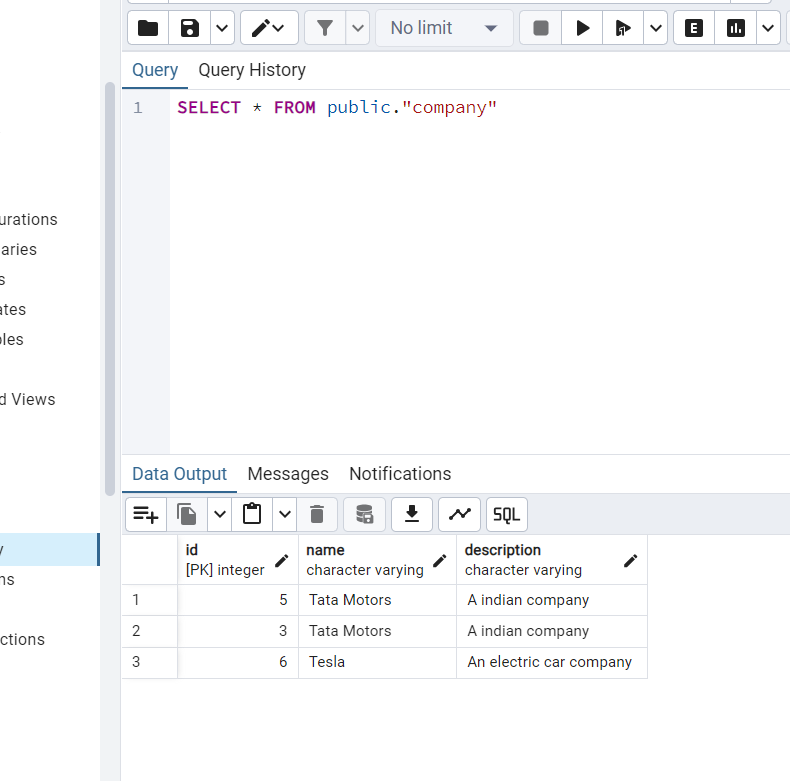 No limit
E
Query Query History
1 SELECT * FROM public."company"
urations
aries
s
ates
oles
d Views
y
ns
ctions
Data Output Messages Notifications
SQL
id name description
[PK] integer character varying character varying
1 5 Tata Motors A indian company
2 3 Tata Motors A indian company
3 6 Tesla An electric car company